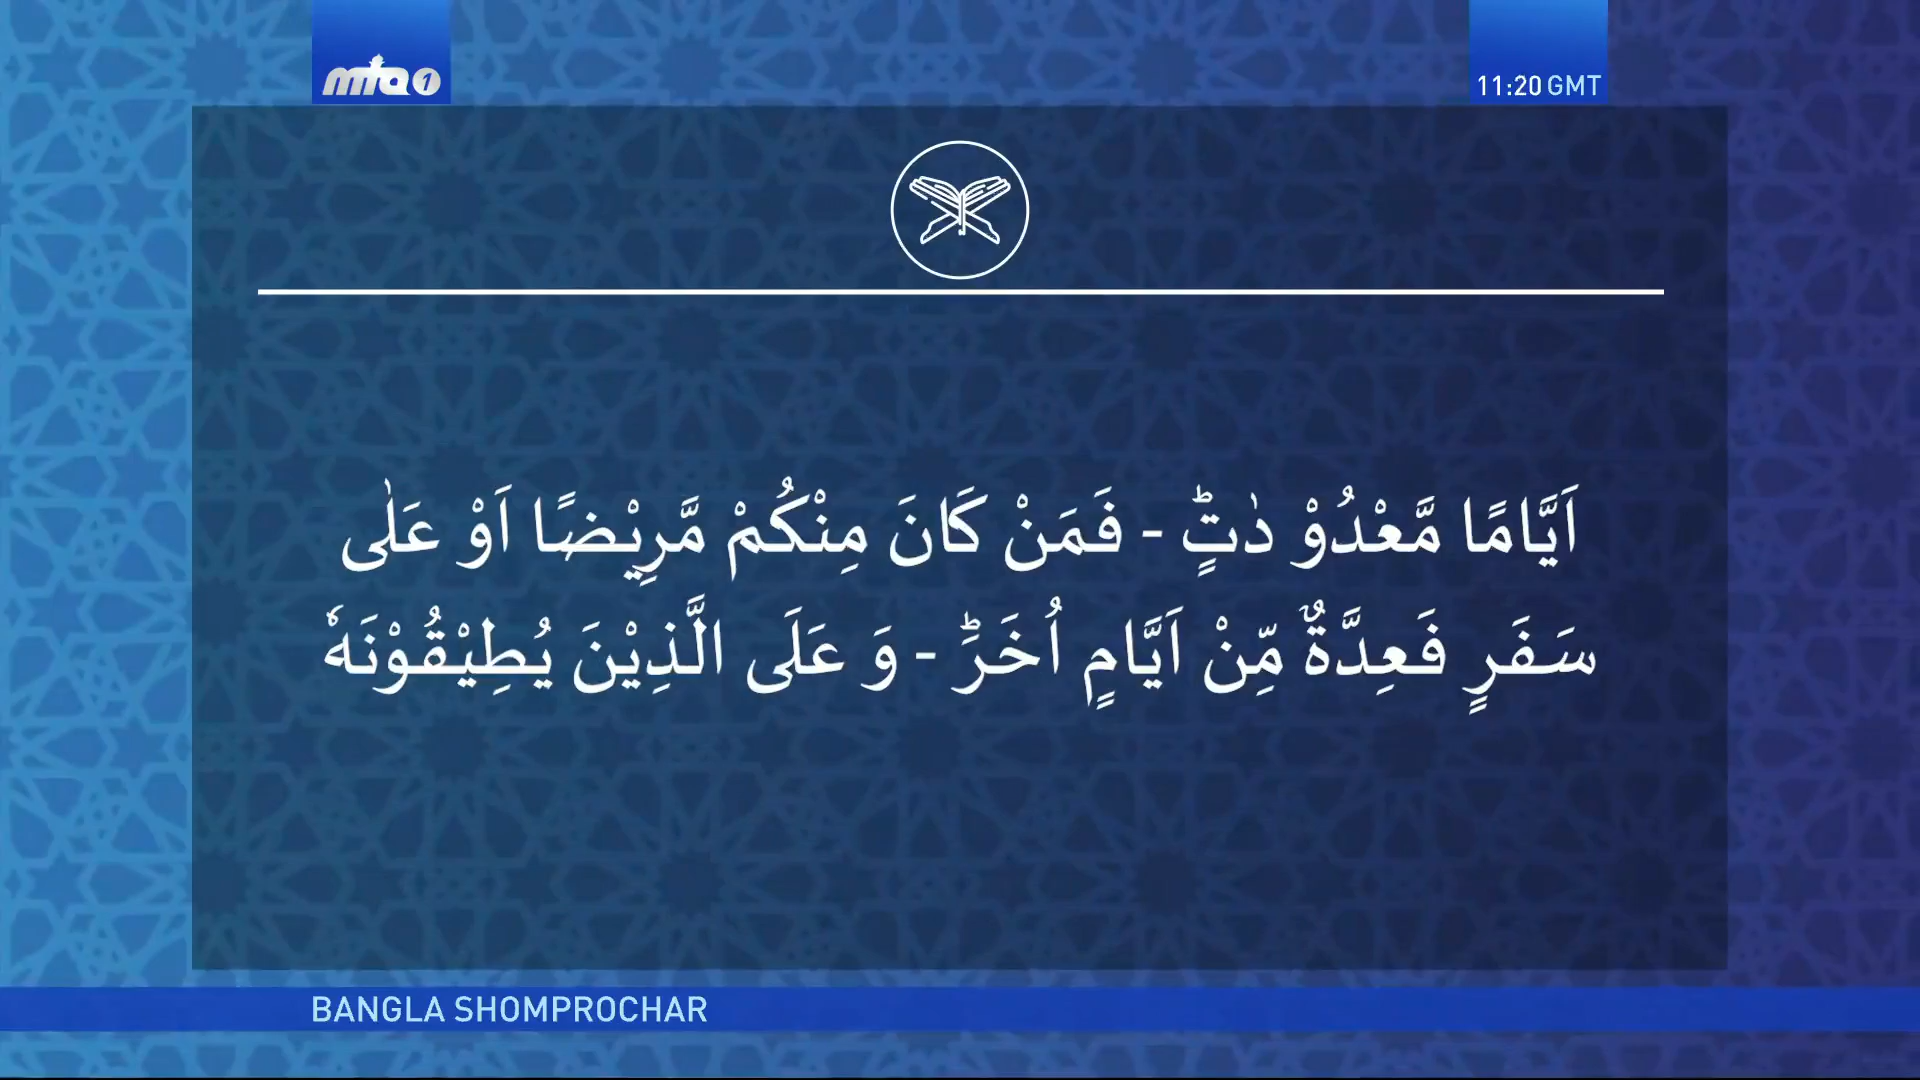 mta1
11:20 GMT
اَيَّامًا مَّعْدُوْ دٰتٍؕ - فَمَنْ كَانَ مِنْكُمْ مَّرِيْضًا اَوْ عَلٰى
سَفَرٍ فَعِدَّةٌ مِّنْ اَيَّامٍ اُخَرَؕ - وَ عَلَى الَّذِيْنَ يُطِيْقُوْنَهٗ
BANGLA SHOMPROCHAR